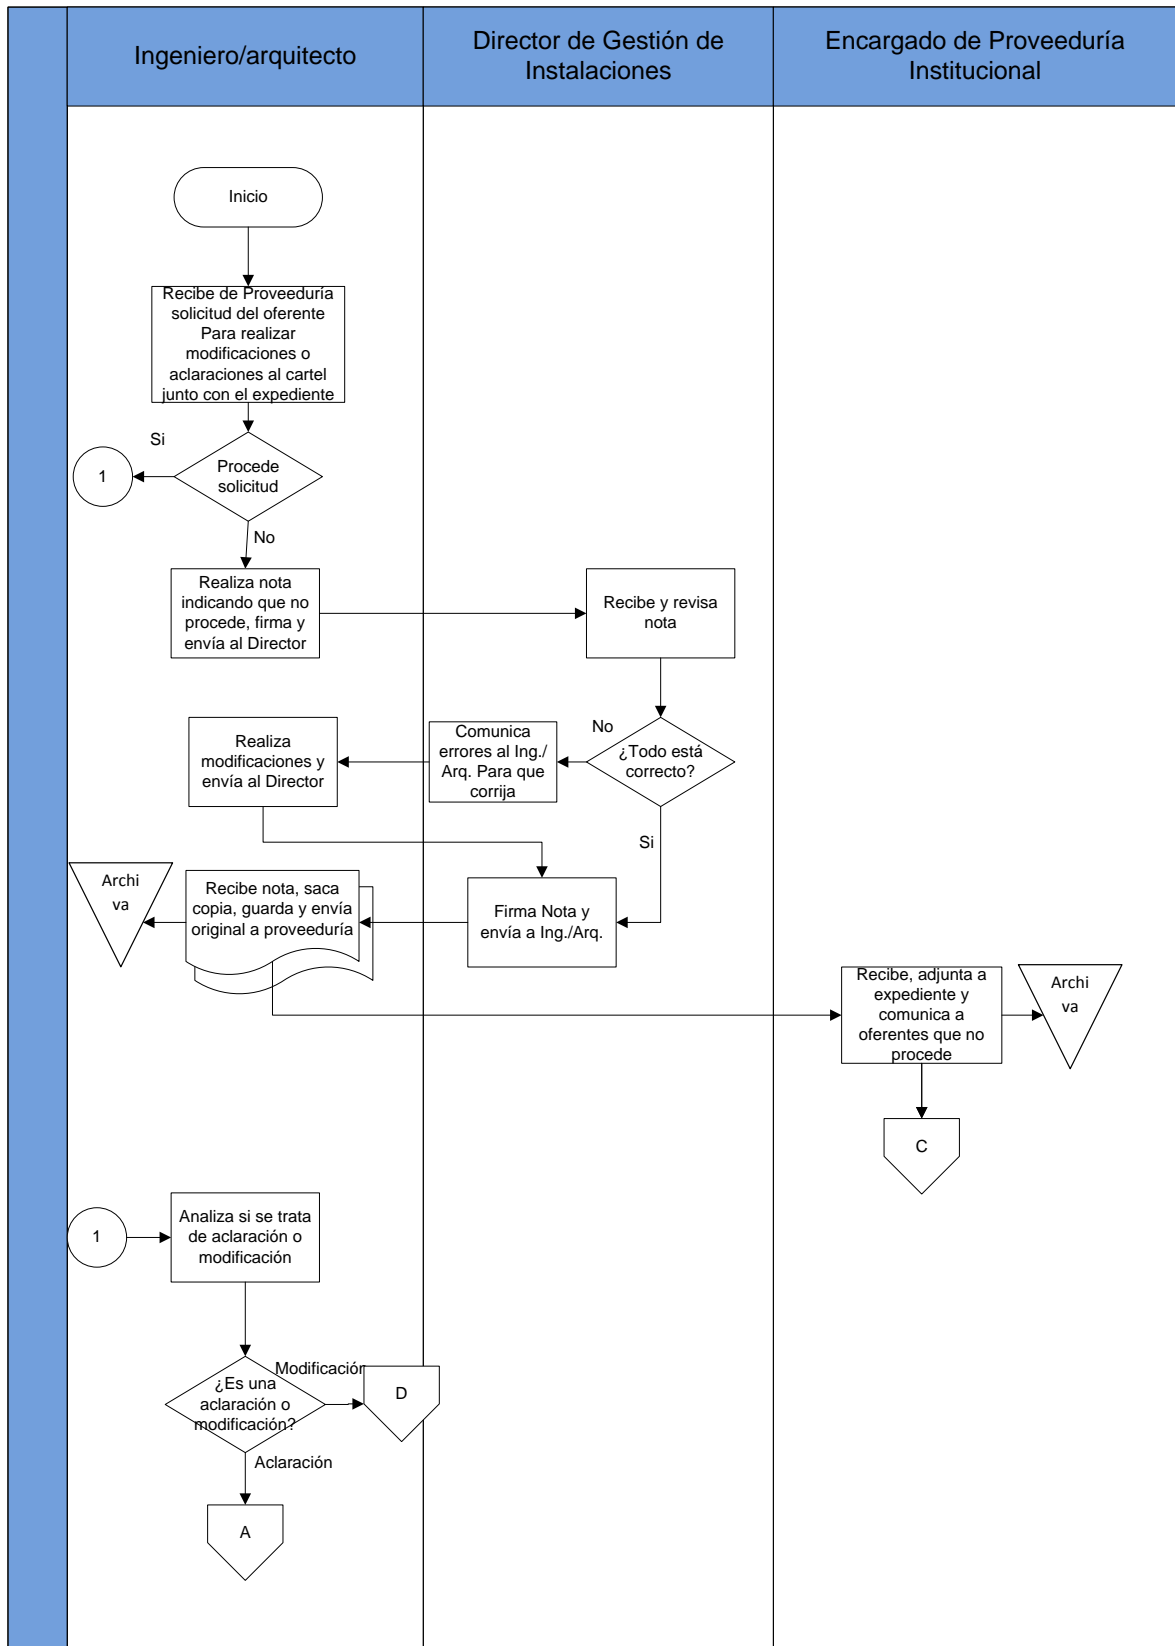 Ingeniero/arquitecto
Director de Gestión de
Instalaciones
Encargado de Proveeduría
Institucional
Inicio
Recibe de Proveeduría
solicitud del oferente
Para realizar
modificaciones o
aclaraciones al cartel
junto con el expediente
Si
1
Procede
solicitud
No
Realiza nota
indicando que no
procede, firma y
envía al Director
Recibe y revisa
nota
No
¿Todo está
correcto?
Comunica
errores al Ing./
Arq. Para que
corrija
Realiza
modificaciones y
envía al Director
Si
Archi
va
Recibe nota, saca
copia, guarda y envía
original a proveeduría
Firma Nota y
envía a Ing./Arq.
Recibe, adjunta a
expediente y
comunica a
oferentes que no
procede
Archi
va
C
1
Analiza si se trata
de aclaración o
modificación
Modificación
¿Es una
aclaración o
modificación?
D
Aclaración
A